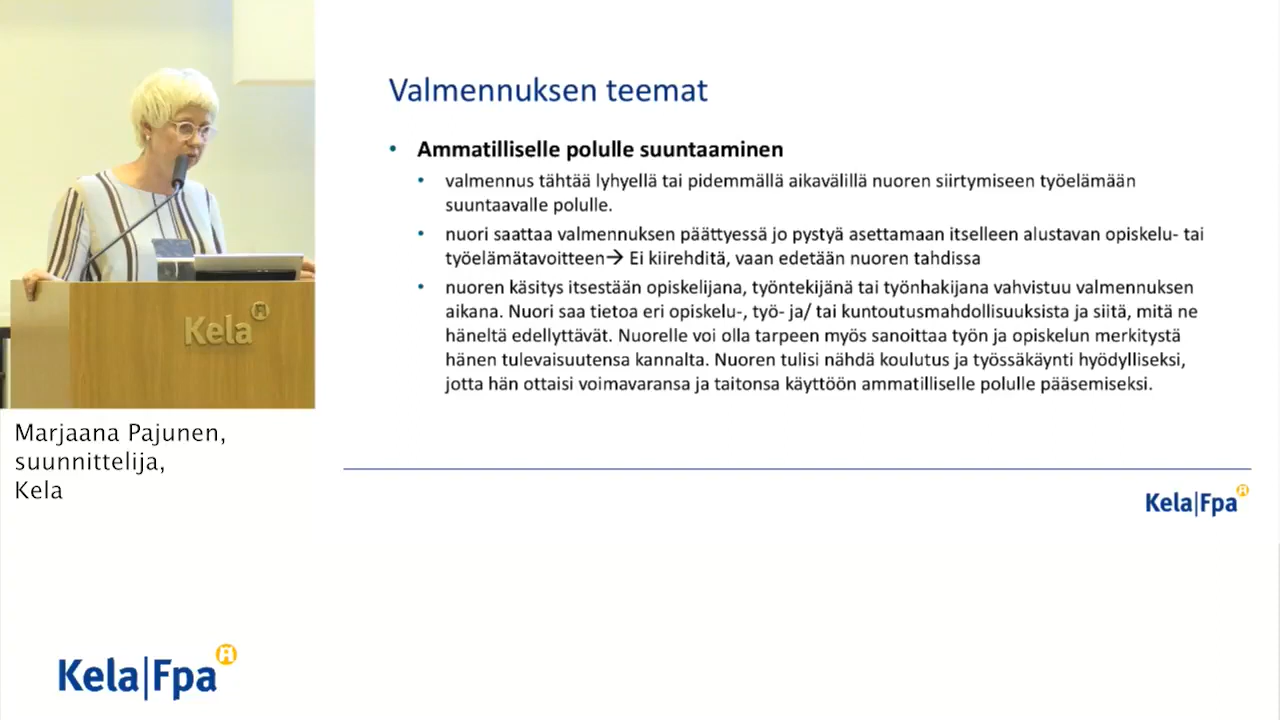 Valmennuksen teemat
• Ammatilliselle polulle suuntaaminen
• valmennus tähtää lyhyellä tai pidemmällä aikavälillä nuoren siirtymiseen työelämään
suuntaavalle polulle.
• nuori saattaa valmennuksen päättyessä jo pystyä asettamaan itselleen alustavan opiskelu- tai
työelämätavoitteen→ Ei kiirehditä, vaan edetään nuoren tahdissa
• nuoren käsitys itsestään opiskelijana, työntekijänä tai työnhakijana vahvistuu valmennuksen
aikana. Nuori saa tietoa eri opiskelu-, työ- ja/ tai kuntoutusmahdollisuuksista ja siitä, mitä ne
häneltä edellyttävät. Nuorelle voi olla tarpeen myös sanoittaa työn ja opiskelun merkitystä
hänen tulevaisuutensa kannalta. Nuoren tulisi nähdä koulutus ja työssäkäynti hyödylliseksi,
jotta hän ottaisi voimavaransa ja taitonsa käyttöön ammatilliselle polulle pääsemiseksi.
Kela
Marjaana Pajunen,
suunnittelija,
Kela
Kela|Fpa
Kela|Fpa